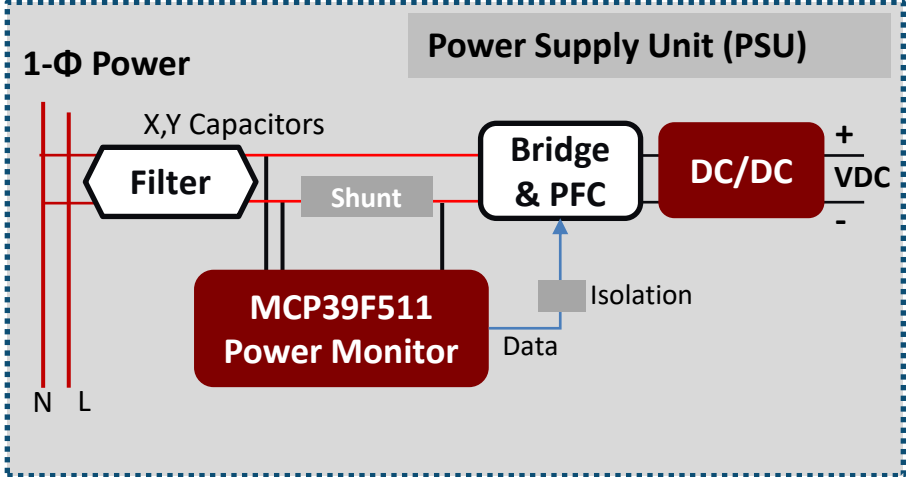 Power Supply Unit (PSU)
1-Φ Power
X,Y Capacitors
Filter
Shunt
Bridge
& PFC
DC/DC
+
VDC
-
MCP39F511
Power Monitor
Isolation
Data
N L